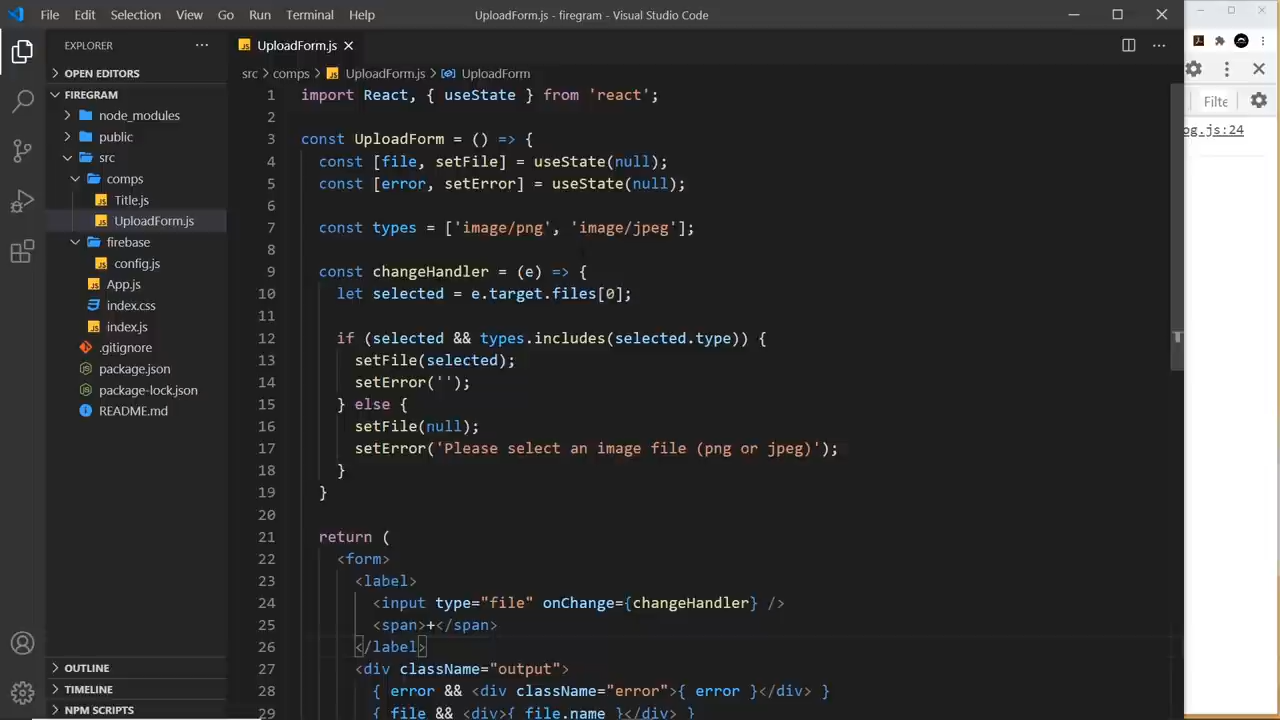 File Edit Selection View Go Run Terminal Help UploadForm.js - firegram - Visual Studio Code
EXPLORER
OPEN EDITORS
FIREGRAM
node_modules
public
src
comps
Title.js
UploadForm.js
firebase
config.js
App.js
index.css
index.js
.gitignore
package.json
package-lock.json
README.md
OUTLINE
TIMELINE
NPM SCRIPTS
UploadForm.js
src > comps > UploadForm.js > UploadForm
1 import React, { useState } from 'react';
2
3 const UploadForm = () => {
4 const [file, setFile] = useState(null);
5 const [error, setError] = useState(null);
6
7 const types = ['image/png', 'image/jpeg'];
8
9 const changeHandler = (e) => {
10 let selected = e.target.files[0];
11
12 if (selected && types.includes(selected.type)) {
13 setFile(selected);
14 setError('');
15 } else {
16 setFile(null);
17 setError('Please select an image file (png or jpeg)');
18 }
19 }
20
21 return (
22 <form>
23 <label>
24 <input type="file" onChange={changeHandler} />
25 <span>+</span>
26 </label>
27 <div className="output">
28 { error && <div className="error">{ error }</div> }
29 { file && <div>{ file.name }</div> }
Filte
og.js:24